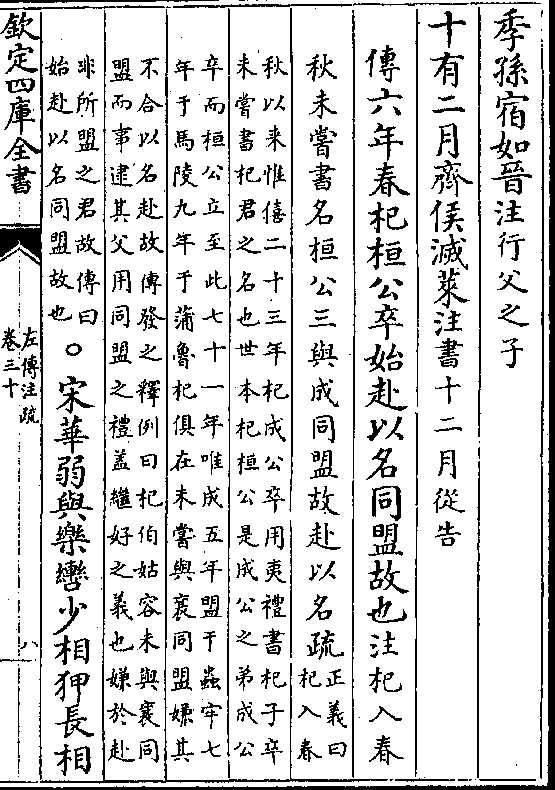 季孫宿如晉注行父之子
十有二月齊侯滅萊注書十二月從告
傳六年春杞桓公卒始赴以名同盟故也注杞入春
秋未嘗書名桓公三與成同盟故赴以名疏正義曰
杞入春
秋以來惟僖二十三年杞成公卒用夷禮書杞子卒
未嘗書杞君之名也世本杞桓公是成公之弟成公
卒而桓公立至此七十一年唯成五年盟于蟲牢七
年于馬陵九年于蒲魯杞俱在未嘗與襄同盟嫌其
不合以名赴故傳發之釋例曰杞伯姑容未與襄同
盟而事逮其父用同盟之禮盖繼好之義也嫌於赴
非所盟之君故傳曰
始赴以名同盟故也
○宋華弱與樂轡少相狎長相
欽定四庫全書
左傳注疏
卷三十
八